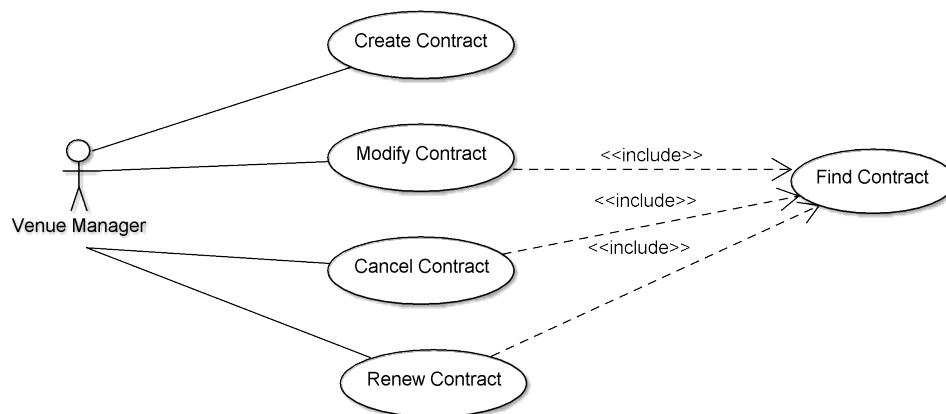 Create Contract
Modify Contract
<<include>>
Find Contract
<<include>>
Venue Manager
<<include>>
Cancel Contract
Renew Contract